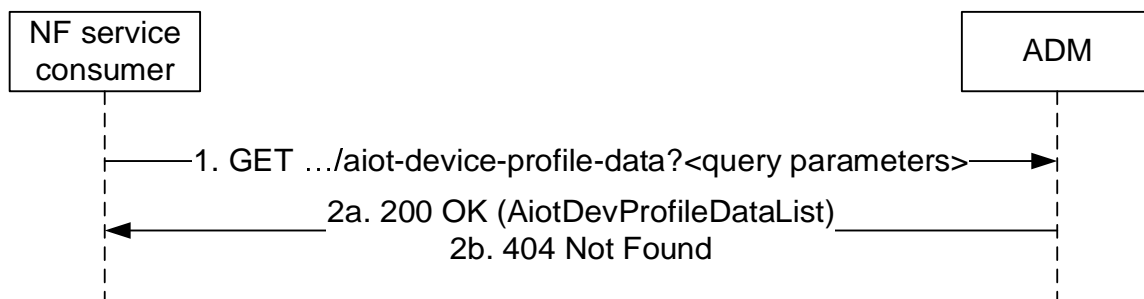 NF service
consumer
ADM
1. GET …/aiot-device-profile-data?<query parameters>
2a. 200 OK (AiotDevProfileDataList)
2b. 404 Not Found